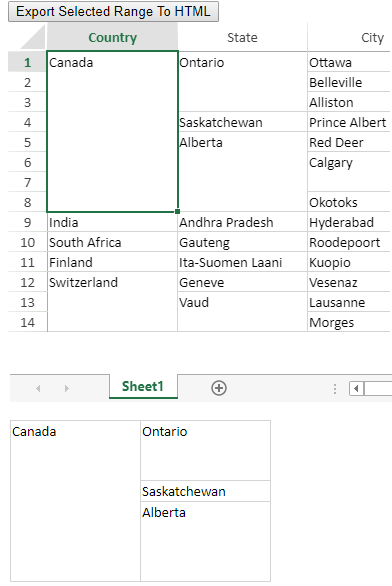 Export Selected Range To HTML
Country State City
1 Canada Ontario Ottawa
2 Belleville
3 Alliston
4 Saskatchewan Prince Albert
5 Alberta Red Deer
6 Calgary
7
8 Okotoks
9 India Andhra Pradesh Hyderabad
10 South Africa Gauteng Roodepoort
11 Finland Ita-Suomen Laani Kuopio
12 Switzerland Geneve Vesenaz
13 Vaud Lausanne
14 Morges
Sheet1
Canada Ontario
Saskatchewan
Alberta